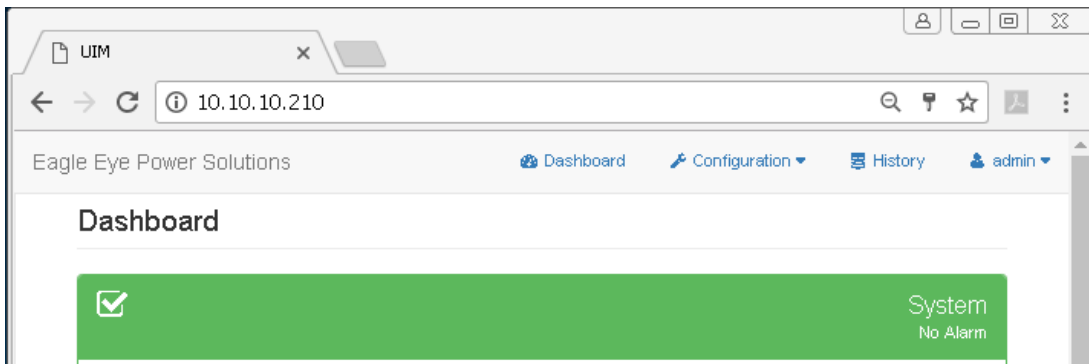 UIM
10.10.10.210
Eagle Eye Power Solutions Dashboard Configuration History admin
Dashboard
System
No Alarm